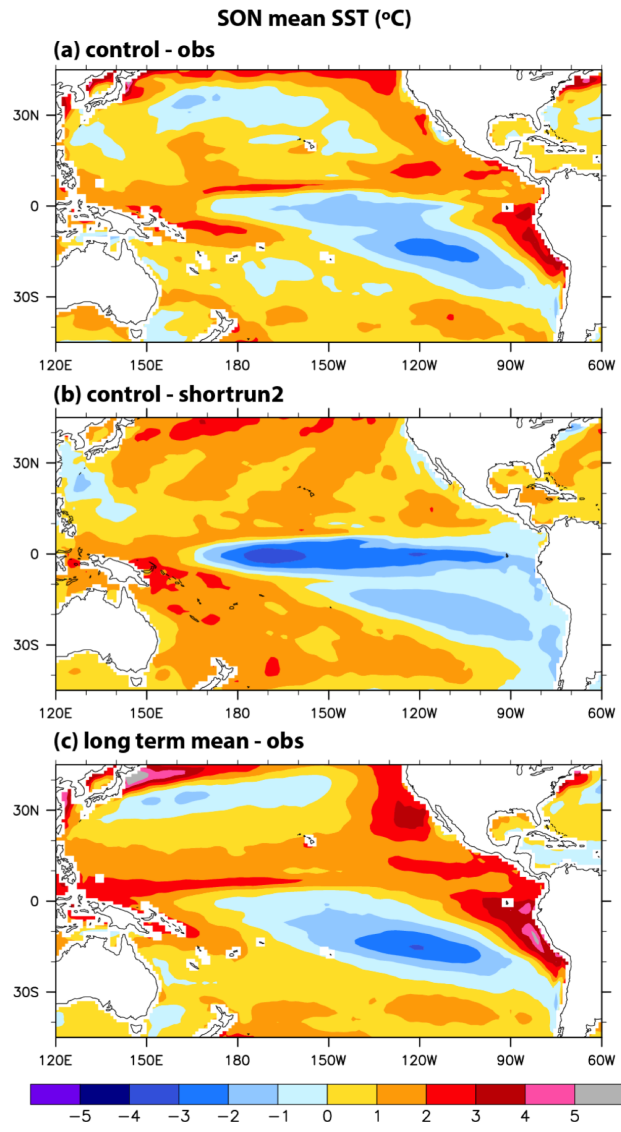 SON mean SST (ºC)
(a) control - obs
30N
0
30S
120E 150E 180 150W 120W 90W 60W
(b) control - shortrun2
30N
0
30S
120E 150E 180 150W 120W 90W 60W
(c) long term mean - obs
30N
0
30S
120E 150E 180 150W 120W 90W 60W
−5 −4 −3 −2 −1 0 1 2 3 4 5